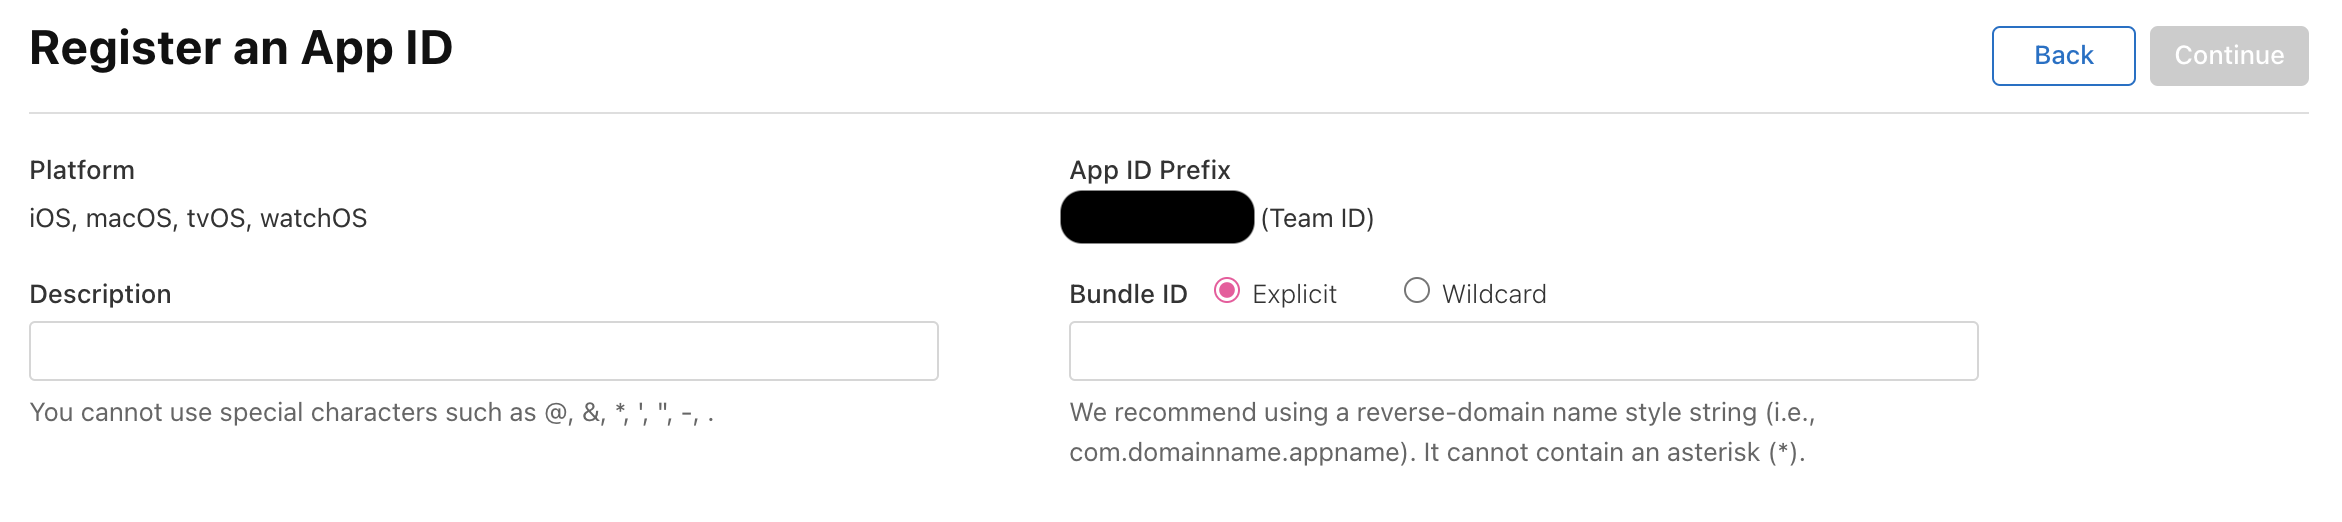 Register an App ID
Back
Continue
Platform
iOS, macOS, tvOS, watchOS
App ID Prefix
(Team ID)
Description
You cannot use special characters such as @, &, *, ', ", -, .
Bundle ID Explicit Wildcard
We recommend using a reverse-domain name style string (i.e.,
com.domainname.appname). It cannot contain an asterisk (*).